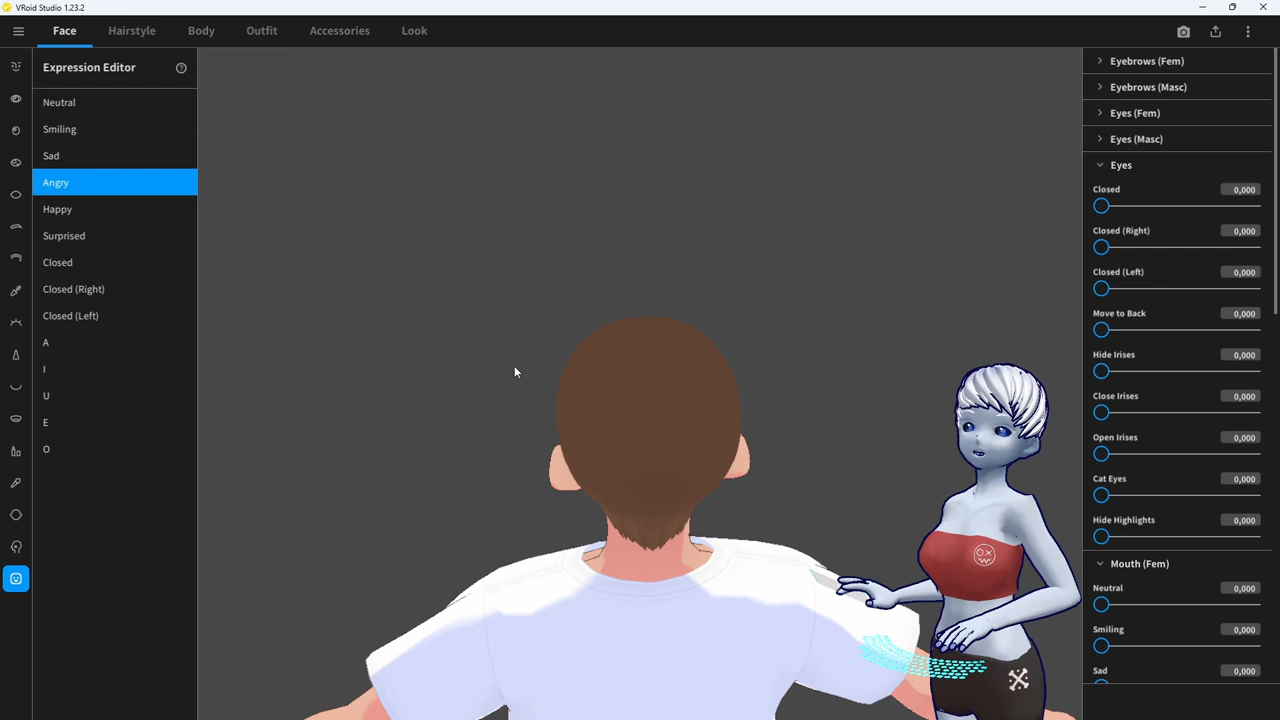 VRoid Studio 1.23.2
Face Hairstyle Body Outfit Accessories Look
Expression Editor
Neutral
Smiling
Sad
Angry
Happy
Surprised
Closed
Closed (Right)
Closed (Left)
A
I
U
E
O
Eyebrows (Fem)
Eyebrows (Masc)
Eyes (Fem)
Eyes (Masc)
Eyes
Closed 0,000
Closed (Right) 0,000
Closed (Left) 0,000
Move to Back 0,000
Hide Irises 0,000
Close Irises 0,000
Open Irises 0,000
Cat Eyes 0,000
Hide Highlights 0,000
Mouth (Fem)
Neutral 0,000
Smiling 0,000
Sad 0,000